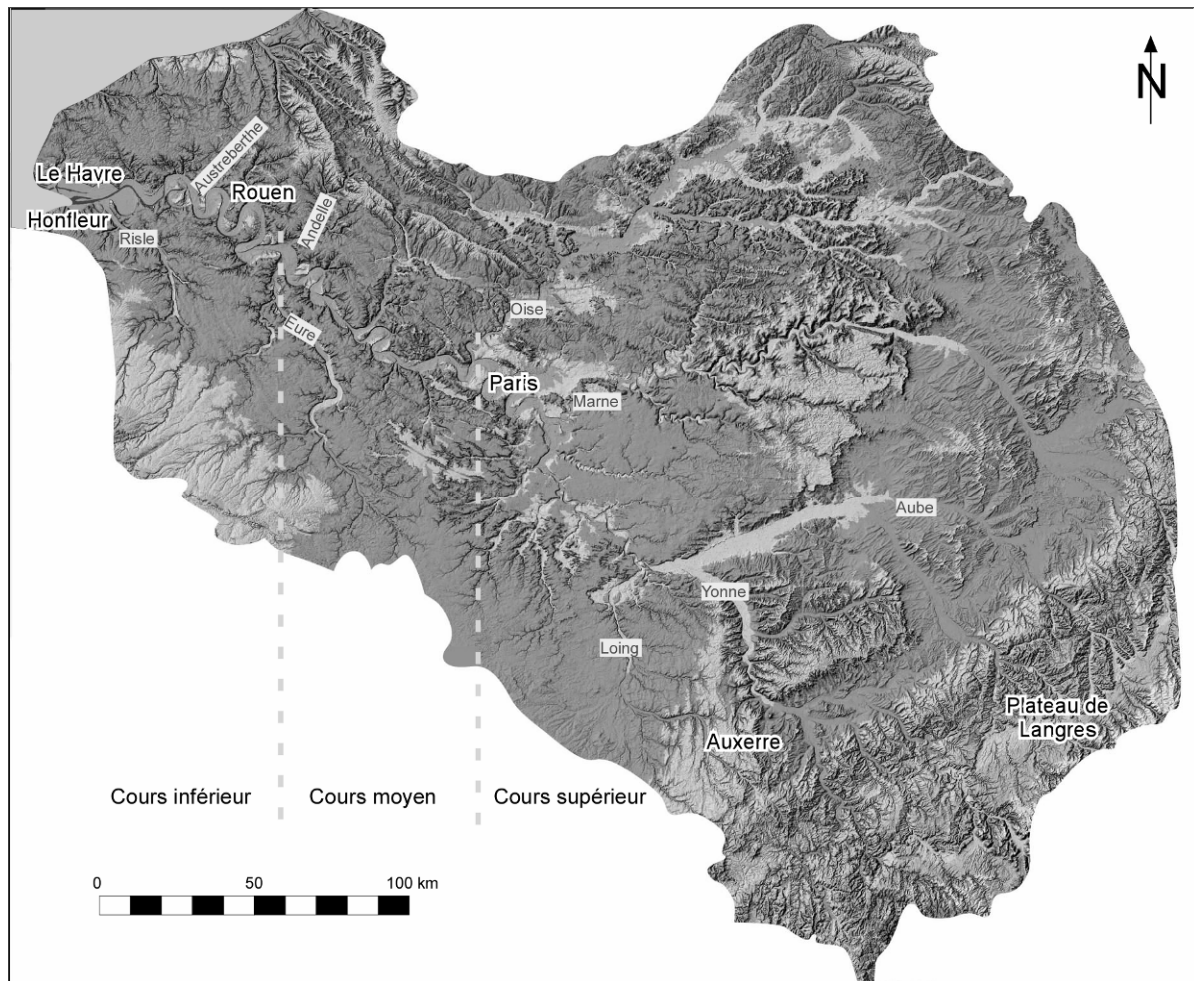 N
Le Havre
Austreberthe
Rouen
Honfleur
Risle
Andelle
Oise
Eure
Paris
Marne
Aube
Yonne
Loing
Plateau de
Langres
Auxerre
Cours inférieur
Cours moyen
Cours supérieur
0
50
100 km